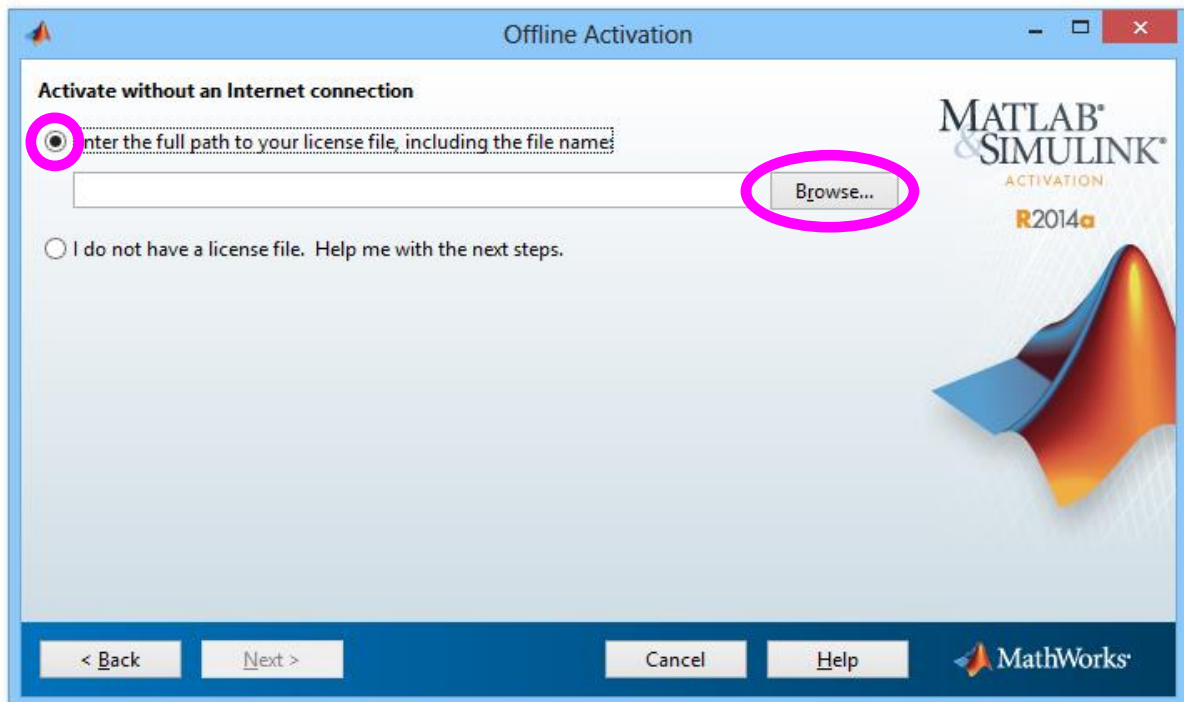 Offline Activation
Activate without an Internet connection
Enter the full path to your license file, including the file name:
Browse...
I do not have a license file. Help me with the next steps.
MATLAB®
&SIMULINK®
ACTIVATION
R2014a
< Back
Next >
Cancel
Help
MathWorks®